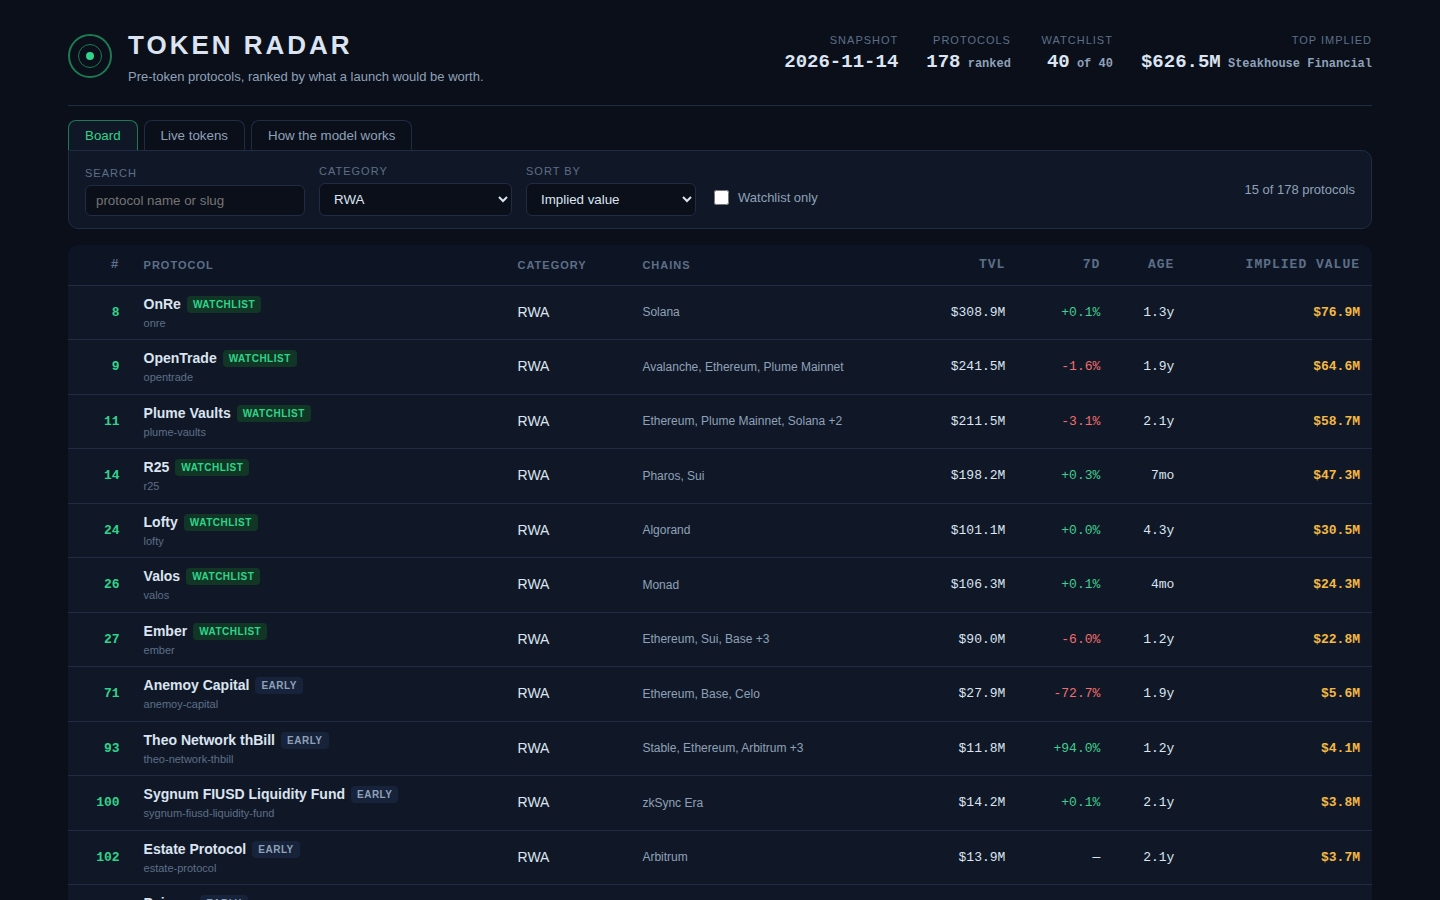 TOKEN RADAR
Pre-token protocols, ranked by what a launch would be worth.
SNAPSHOT
2026-11-14
PROTOCOLS
178 ranked
WATCHLIST
40 of 40
TOP IMPLIED
$626.5M Steakhouse Financial
Board
Live tokens
How the model works
SEARCH
protocol name or slug
CATEGORY
RWA
SORT BY
Implied value
Watchlist only
15 of 178 protocols
# PROTOCOL CATEGORY CHAINS TVL 7D AGE IMPLIED VALUE
8 OnRe WATCHLIST RWA Solana $308.9M +0.1% 1.3y $76.9M
onre
9 OpenTrade WATCHLIST RWA Avalanche, Ethereum, Plume Mainnet $241.5M -1.6% 1.9y $64.6M
opentrade
11 Plume Vaults WATCHLIST RWA Ethereum, Plume Mainnet, Solana +2 $211.5M -3.1% 2.1y $58.7M
plume-vaults
14 R25 WATCHLIST RWA Pharos, Sui $198.2M +0.3% 7mo $47.3M
r25
24 Lofty WATCHLIST RWA Algorand $101.1M +0.0% 4.3y $30.5M
lofty
26 Valos WATCHLIST RWA Monad $106.3M +0.1% 4mo $24.3M
valos
27 Ember WATCHLIST RWA Ethereum, Sui, Base +3 $90.0M -6.0% 1.2y $22.8M
ember
71 Anemoy Capital EARLY RWA Ethereum, Base, Celo $27.9M -72.7% 1.9y $5.6M
anemoy-capital
93 Theo Network thBill EARLY RWA Stable, Ethereum, Arbitrum +3 $11.8M +94.0% 1.2y $4.1M
theo-network-thbill
100 Sygnum FIUSD Liquidity Fund EARLY RWA zkSync Era $14.2M +0.1% 2.1y $3.8M
sygnum-fiusd-liquidity-fund
102 Estate Protocol EARLY RWA Arbitrum $13.9M — 2.1y $3.7M
estate-protocol